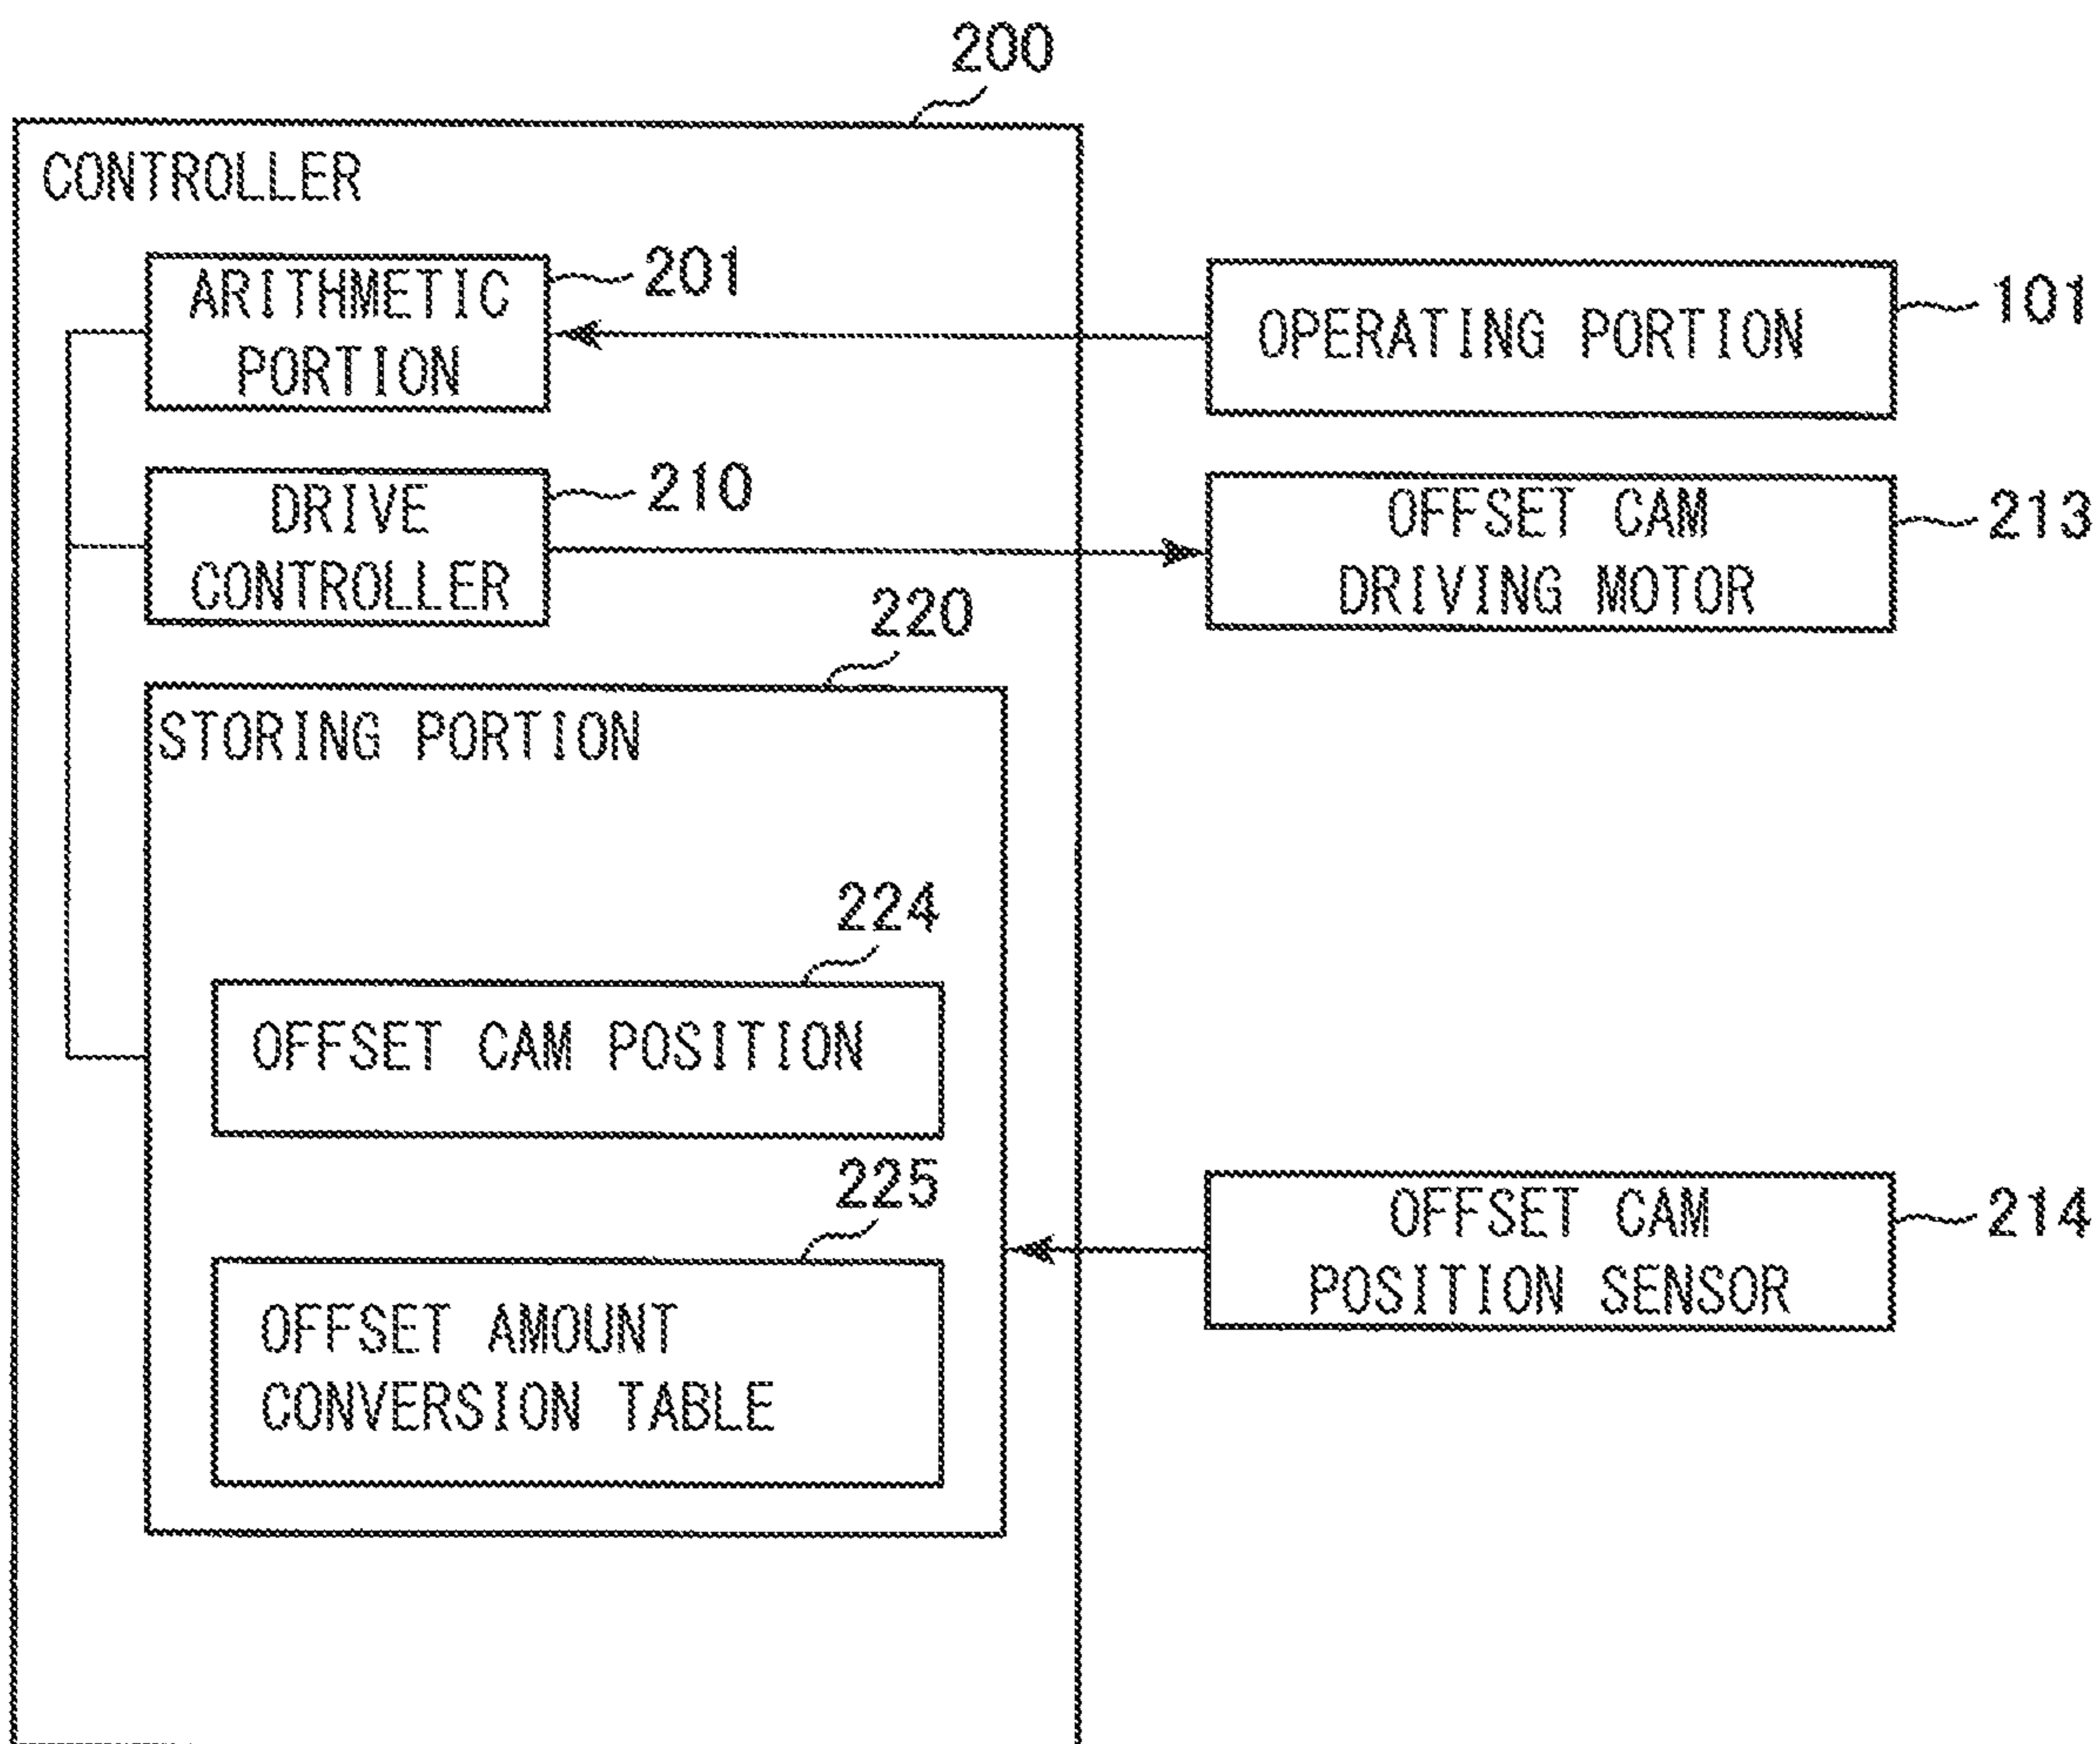 200
CONTROLLER
ARITHMETIC
PORTION
201
OPERATING PORTION
101
DRIVE
CONTROLLER
210
OFFSET CAM
DRIVING MOTOR
213
220
STORING PORTION
224
OFFSET CAM POSITION
225
OFFSET AMOUNT
CONVERSION TABLE
OFFSET CAM
POSITION SENSOR
214